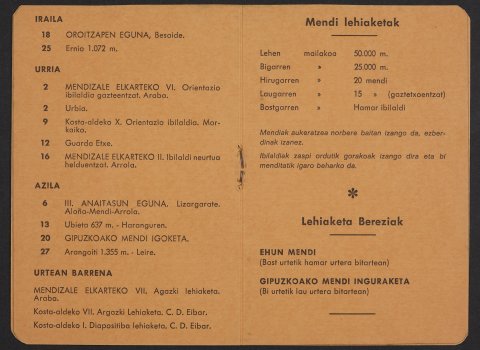 IRAILA
18 OROITZAPEN EGUNA, Besaide.
25 Ernio 1.072 m.
URRIA
2 MENDIZALE ELKARTEKO VI. Orientazio
ibilaldia gazteentzat. Araba.
2 Urbia.
9 Kosta-aldeko X. Orientazio ibilaldia. Mor-
kaiko.
12 Guarda Etxe.
16 MENDIZALE ELKARTEKO II. Ibilaldi neurtua
helduentzat. Arrola.
AZILA
6 III. ANAITASUN EGUNA. Lizargarate.
Aloña-Mendi-Arrola.
13 Ubieta 637 m. - Haranguren.
20 GIPUZKOAKO MENDI IGOKETA.
27 Arangoiti 1.355 m. - Leire.
URTEAN BARRENA
MENDIZALE ELKARTEKO VII. Agazki lehiaketa.
Araba.
Kosta-aldeko VII. Argazki Lehiaketa. C. D. Eibar.
Kosta-aldeko I. Diapositiba lehiaketa. C. D. Eibar.
Mendi lehiaketak
Lehen mailakoa 50.000 m.
Bigarren » 25.000 m.
Hirugarren » 20 mendi
Laugarren » 15 » (gaztetxoentzat)
Bostgarren » Hamar ibilaldi
Mendiak aukeratzea norbere baitan izango da, ezber-
dinak izanez.
Ibilaldiak zaspi ordutik gorakoak izango dira eta bi
menditatik igaro beharko da.
*
Lehiaketa Bereziak
EHUN MENDI
(Bost urtetik hamar urtera bitartean)
GIPUZKOAKO MENDI INGURAKETA
(Bi urtetik lau urtera bitartean)